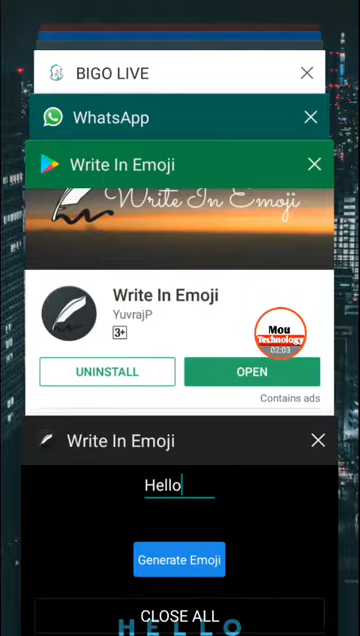 BIGO LIVE
WhatsApp
Write In Emoji
Write In Emoji
Write In Emoji
YuvrajP
3+
Mou
Technology
02:03
UNINSTALL
OPEN
Contains ads
Write In Emoji
Hello
Generate Emoji
CLOSE ALL
HELLO